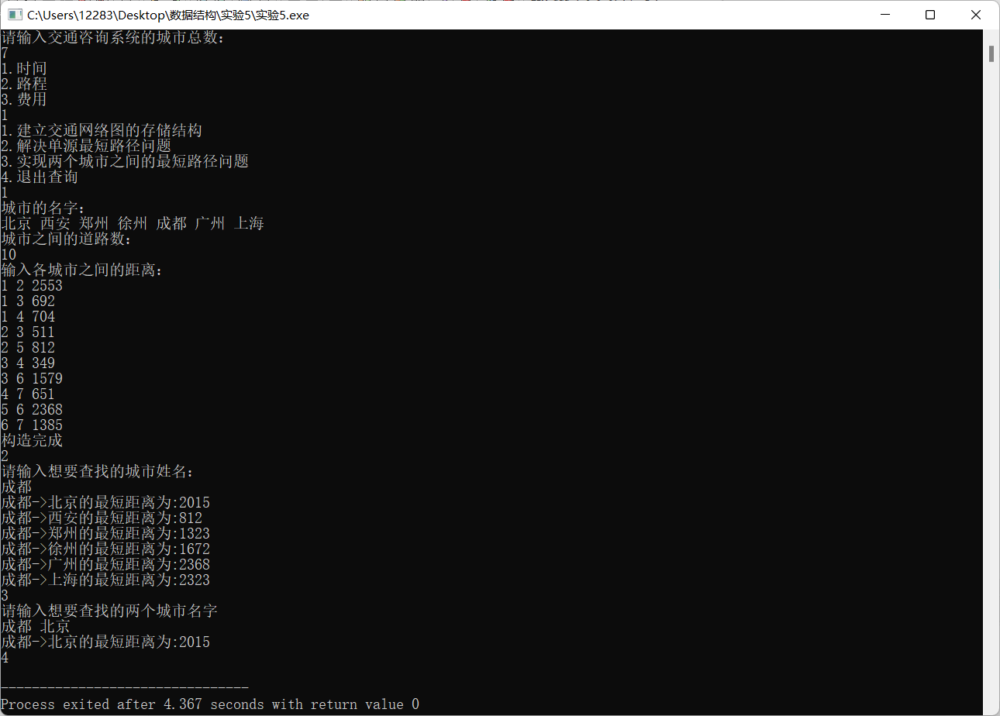 C:\Users\12283\Desktop\数据结构\实验5\实验5.exe
请输入交通咨询系统的城市总数:
7
1.时间
2.路程
3.费用
1
1.建立交通网络图的存储结构
2.解决单源最短路径问题
3.实现两个城市之间的最短路径问题
4.退出查询
1
城市的名字:
北京 西安 郑州 徐州 成都 广州 上海
城市之间的道路数:
10
输入各城市之间的距离:
1 2 2553
1 3 692
1 4 704
2 3 511
2 5 812
3 4 349
3 6 1579
4 7 651
5 6 2368
6 7 1385
构造完成
2
请输入想要查找的城市姓名:
成都
成都->北京的最短距离为:2015
成都->西安的最短距离为:812
成都->郑州的最短距离为:1323
成都->徐州的最短距离为:1672
成都->广州的最短距离为:2368
成都->上海的最短距离为:2323
3
请输入想要查找的两个城市名字
成都 北京
成都->北京的最短距离为:2015
4
--------------------------------
Process exited after 4.367 seconds with return value 0